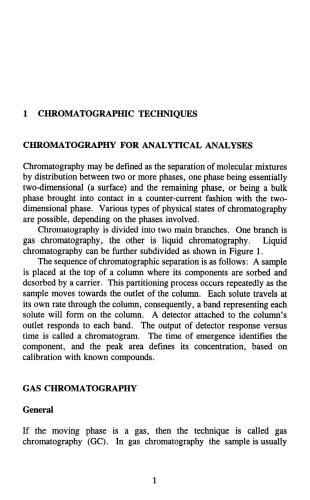 1 CHROMATOGRAPHIC TECHNIQUES
CHROMATOGRAPHY FOR ANALYTICAL ANALYSES
Chromatography may be defined as the separation of molecular mixtures
by distribution between two or more phases, one phase being essentially
two-dimensional (a surface) and the remaining phase, or being a bulk
phase brought into contact in a counter-current fashion with the two-
dimensional phase. Various types of physical states of chromatography
are possible, depending on the phases involved.
Chromatography is divided into two main branches. One branch is
gas chromatography, the other is liquid chromatography. Liquid
chromatography can be further subdivided as shown in Figure 1.
The sequence of chromatographic separation is as follows: A sample
is placed at the top of a column where its components are sorbed and
desorbed by a carrier. This partitioning process occurs repeatedly as the
sample moves towards the outlet of the column. Each solute travels at
its own rate through the column, consequently, a band representing each
solute will form on the column. A detector attached to the column's
outlet responds to each band. The output of detector response versus
time is called a chromatogram. The time of emergence identifies the
component, and the peak area defines its concentration, based on
calibration with known compounds.
GAS CHROMATOGRAPHY
General
If the moving phase is a gas, then the technique is called gas
chromatography (GC). In gas chromatography the sample is usually
1